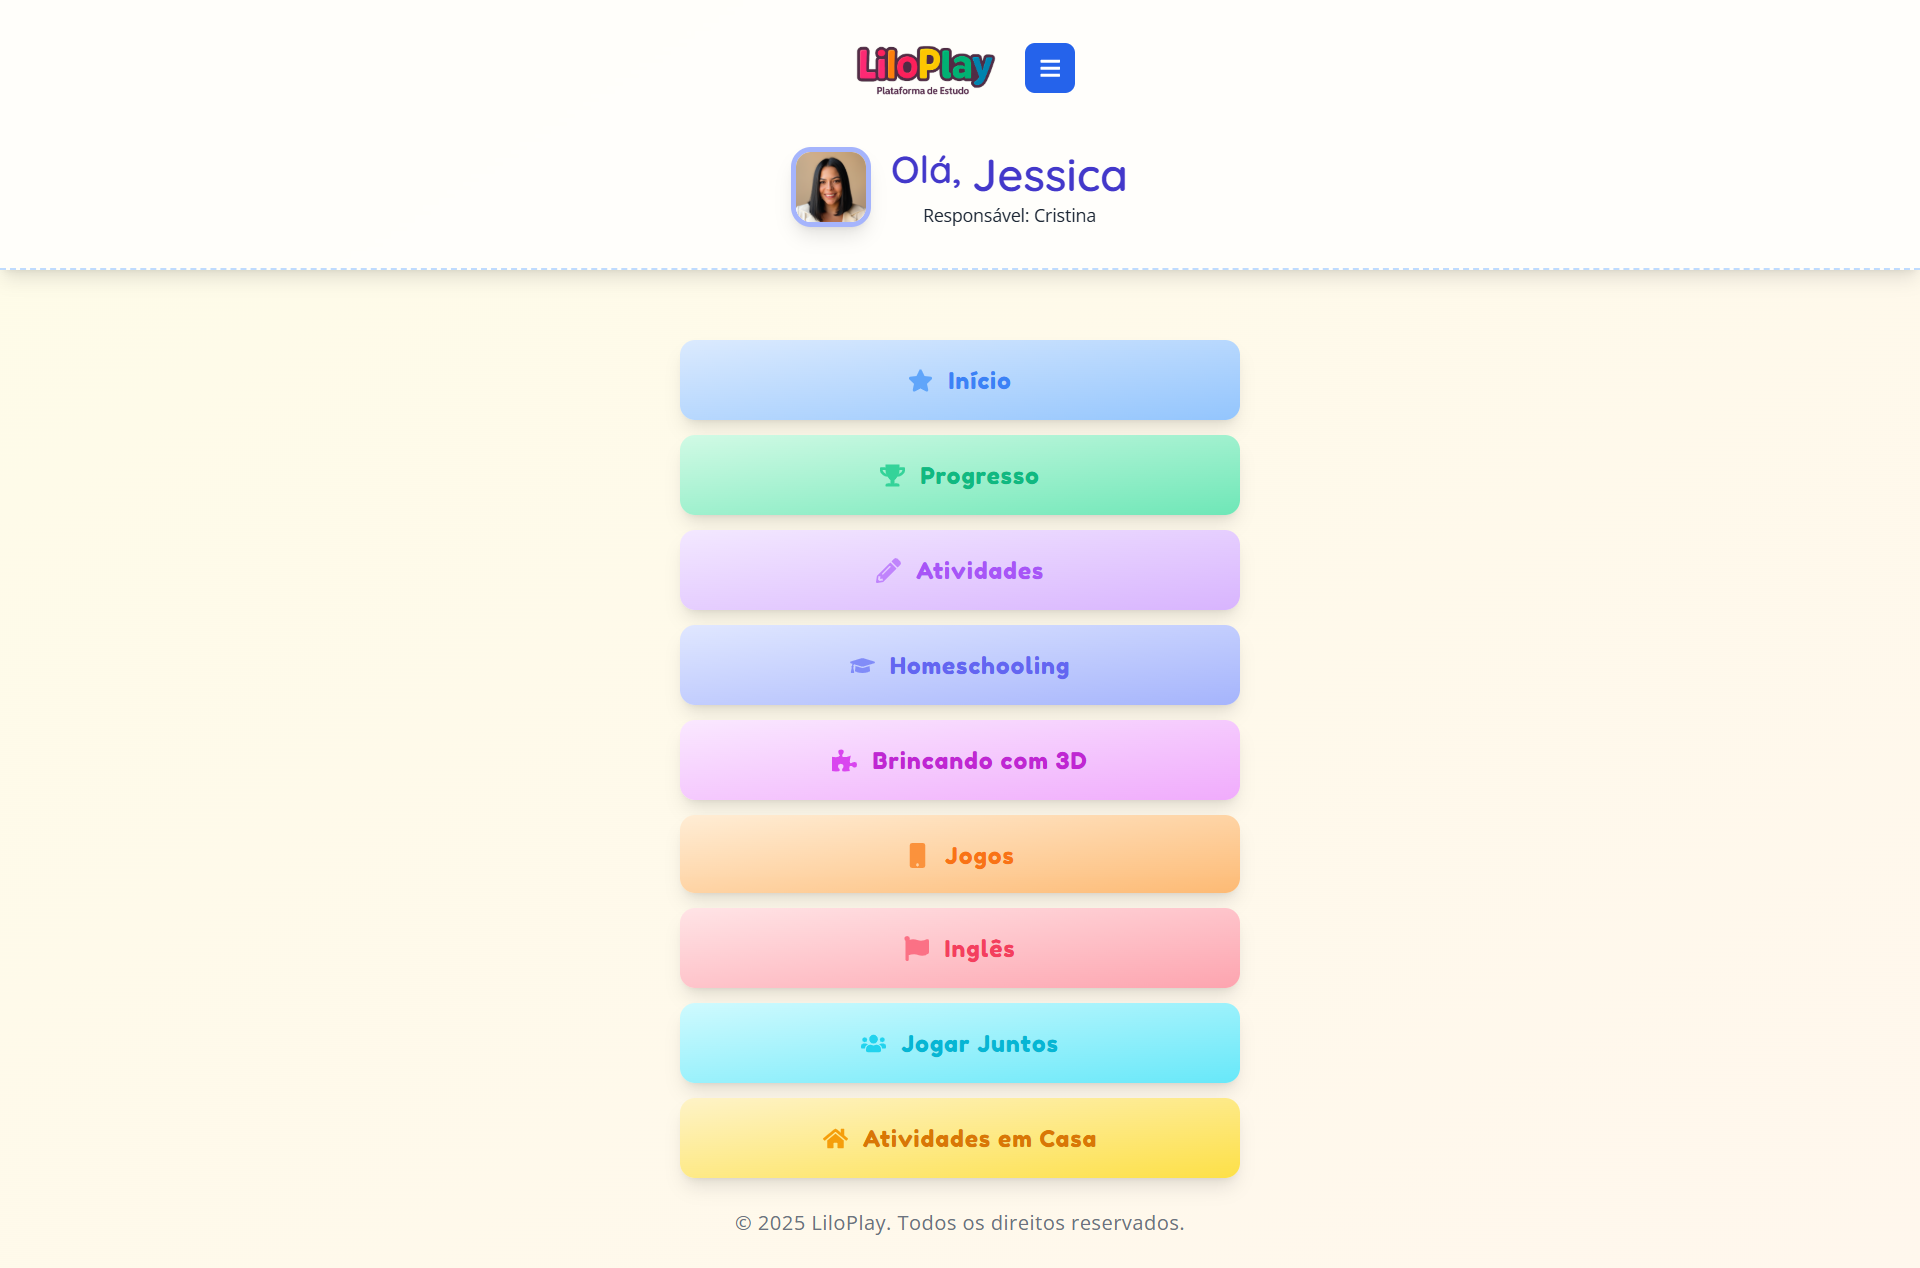 LiloPlay
Plataforma de Estudo
Olá, Jessica
Responsável: Cristina
Início
Progresso
Atividades
Homeschooling
Brincando com 3D
Jogos
Inglês
Jogar Juntos
Atividades em Casa
© 2025 LiloPlay. Todos os direitos reservados.